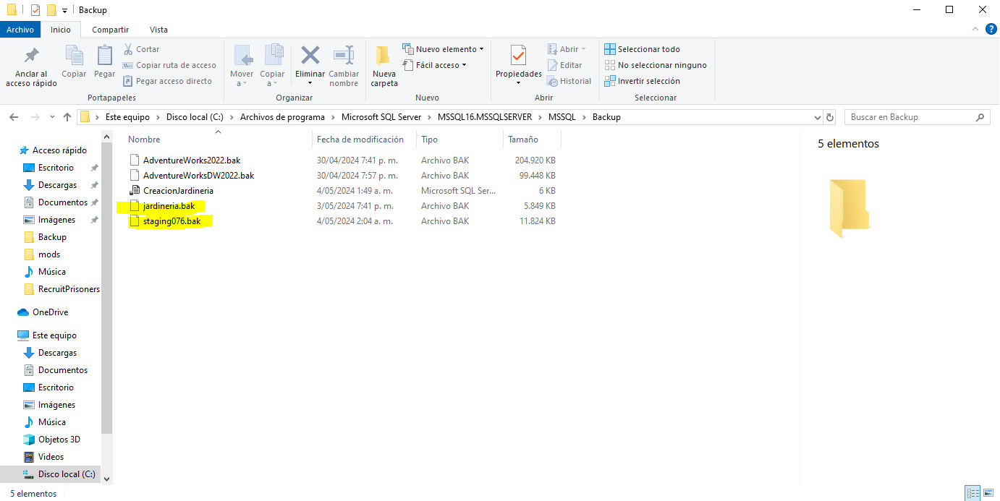 Backup
Archivo Inicio Compartir Vista
Anclar al acceso rápido
Copiar
Pegar
Cortar
Copiar ruta de acceso
Pegar acceso directo
Portapapeles
Mover a
Copiar a
Eliminar
Cambiar nombre
Organizar
Nueva carpeta
Nuevo elemento
Fácil acceso
Nuevo
Propiedades
Abrir
Editar
Historial
Abrir
Seleccionar todo
No seleccionar ninguno
Invertir selección
Seleccionar
Este equipo > Disco local (C:) > Archivos de programa > Microsoft SQL Server > MSSQL16.MSSQLSERVER > MSSQL > Backup
Buscar en Backup
Acceso rápido
Escritorio
Descargas
Documentos
Imágenes
Backup
mods
Música
RecruitPrisoners
OneDrive
Este equipo
Descargas
Documentos
Escritorio
Imágenes
Música
Objetos 3D
Videos
Disco local (C:)
Nombre Fecha de modificación Tipo Tamaño
AdventureWorks2022.bak 30/04/2024 7:41 p. m. Archivo BAK 204.920 KB
AdventureWorksDW2022.bak 30/04/2024 7:57 p. m. Archivo BAK 99.448 KB
CreacionJardineria 4/05/2024 1:49 a. m. Microsoft SQL Ser... 6 KB
jardineria.bak 3/05/2024 7:41 p. m. Archivo BAK 5.849 KB
staging076.bak 4/05/2024 2:04 a. m. Archivo BAK 11.824 KB
5 elementos
5 elementos